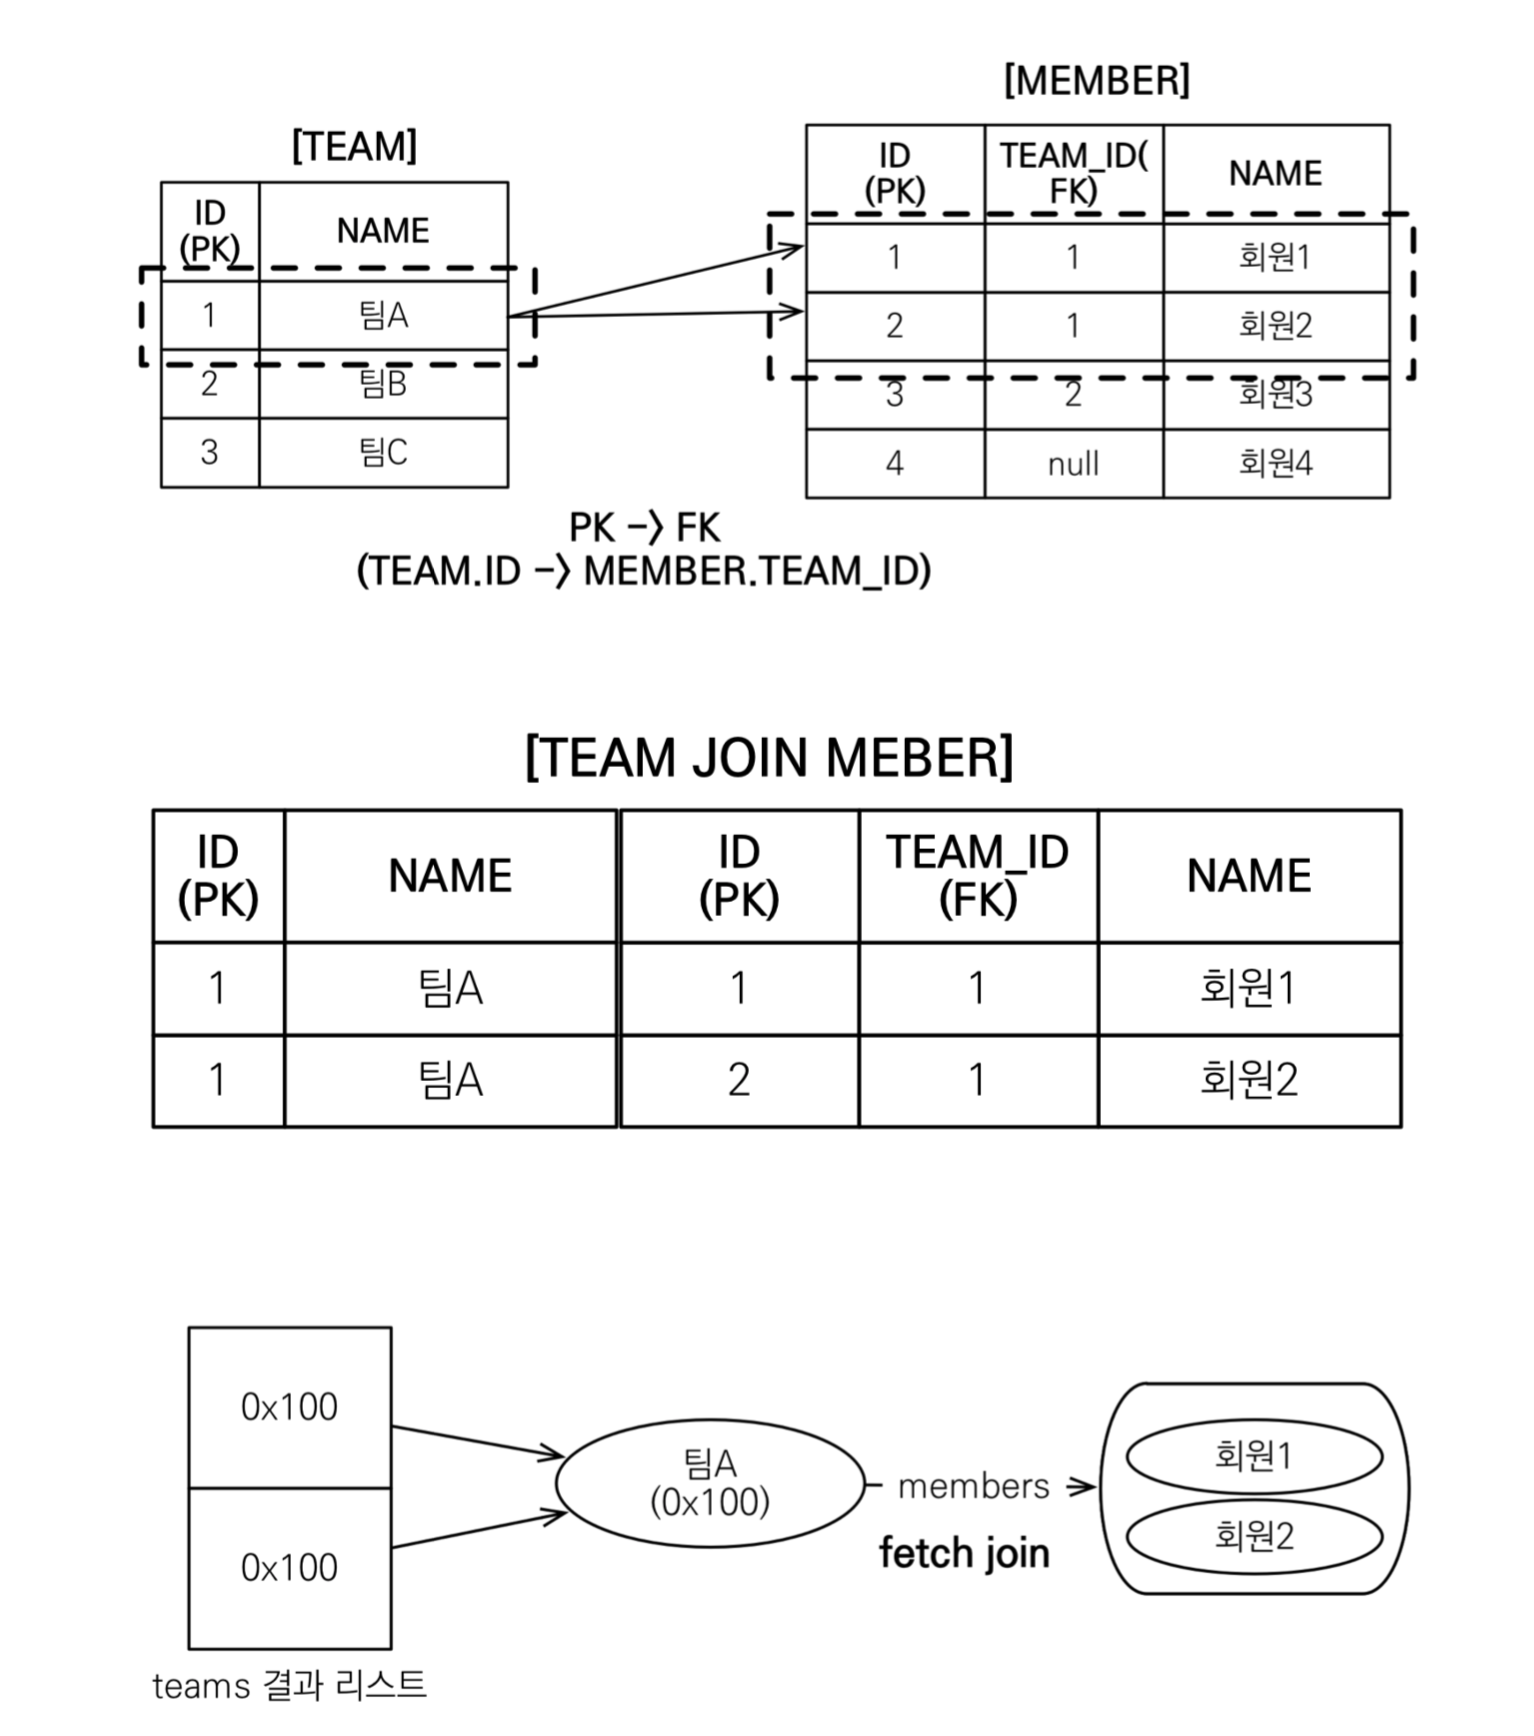 [MEMBER]
[TEAM]
ID
(PK)
NAME
1
팀A
2
팀B
3
팀C
ID
(PK)
TEAM_ID(
FK)
NAME
1
1
회원1
2
1
회원2
3
2
회원3
4
null
회원4
PK -> FK
(TEAM.ID -> MEMBER.TEAM_ID)
[TEAM JOIN MEBER]
ID
(PK)
NAME
ID
(PK)
TEAM_ID
(FK)
NAME
1
팀A
1
1
회원1
1
팀A
2
1
회원2
0x100
0x100
teams 결과 리스트
팀A
(0x100)
members
fetch join
회원1
회원2